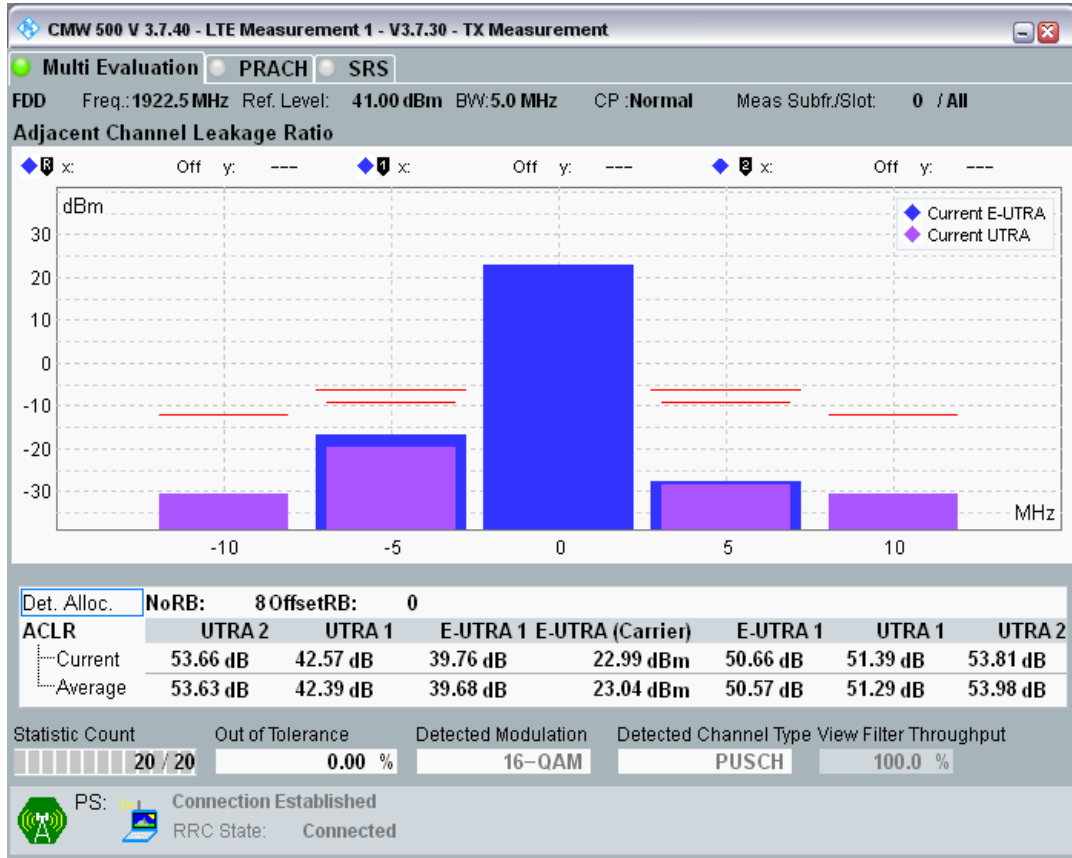 CMW 500 V 3.7.40 - LTE Measurement 1 - V3.7.30 - TX Measurement
Multi Evaluation PRACH SRS
FDD Freq.: 1922.5 MHz Ref. Level: 41.00 dBm BW: 5.0 MHz CP : Normal Meas Subfr./Slot: 0 / All
Adjacent Channel Leakage Ratio
R x: Off y: --- 1 x: Off y: --- 2 x: Off y: ---
dBm
Current E-UTRA
Current UTRA
30
20
10
0
-10
-20
-30
MHz
-10 -5 0 5 10
Det. Alloc. NoRB: 8 OffsetRB: 0
ACLR UTRA 2 UTRA 1 E-UTRA 1 E-UTRA (Carrier) E-UTRA 1 UTRA 1 UTRA 2
Current 53.66 dB 42.57 dB 39.76 dB 22.99 dBm 50.66 dB 51.39 dB 53.81 dB
Average 53.63 dB 42.39 dB 39.68 dB 23.04 dBm 50.57 dB 51.29 dB 53.98 dB
Statistic Count Out of Tolerance Detected Modulation Detected Channel Type View Filter Throughput
20 / 20 0.00 % 16-QAM PUSCH 100.0 %
PS: Connection Established
RRC State: Connected